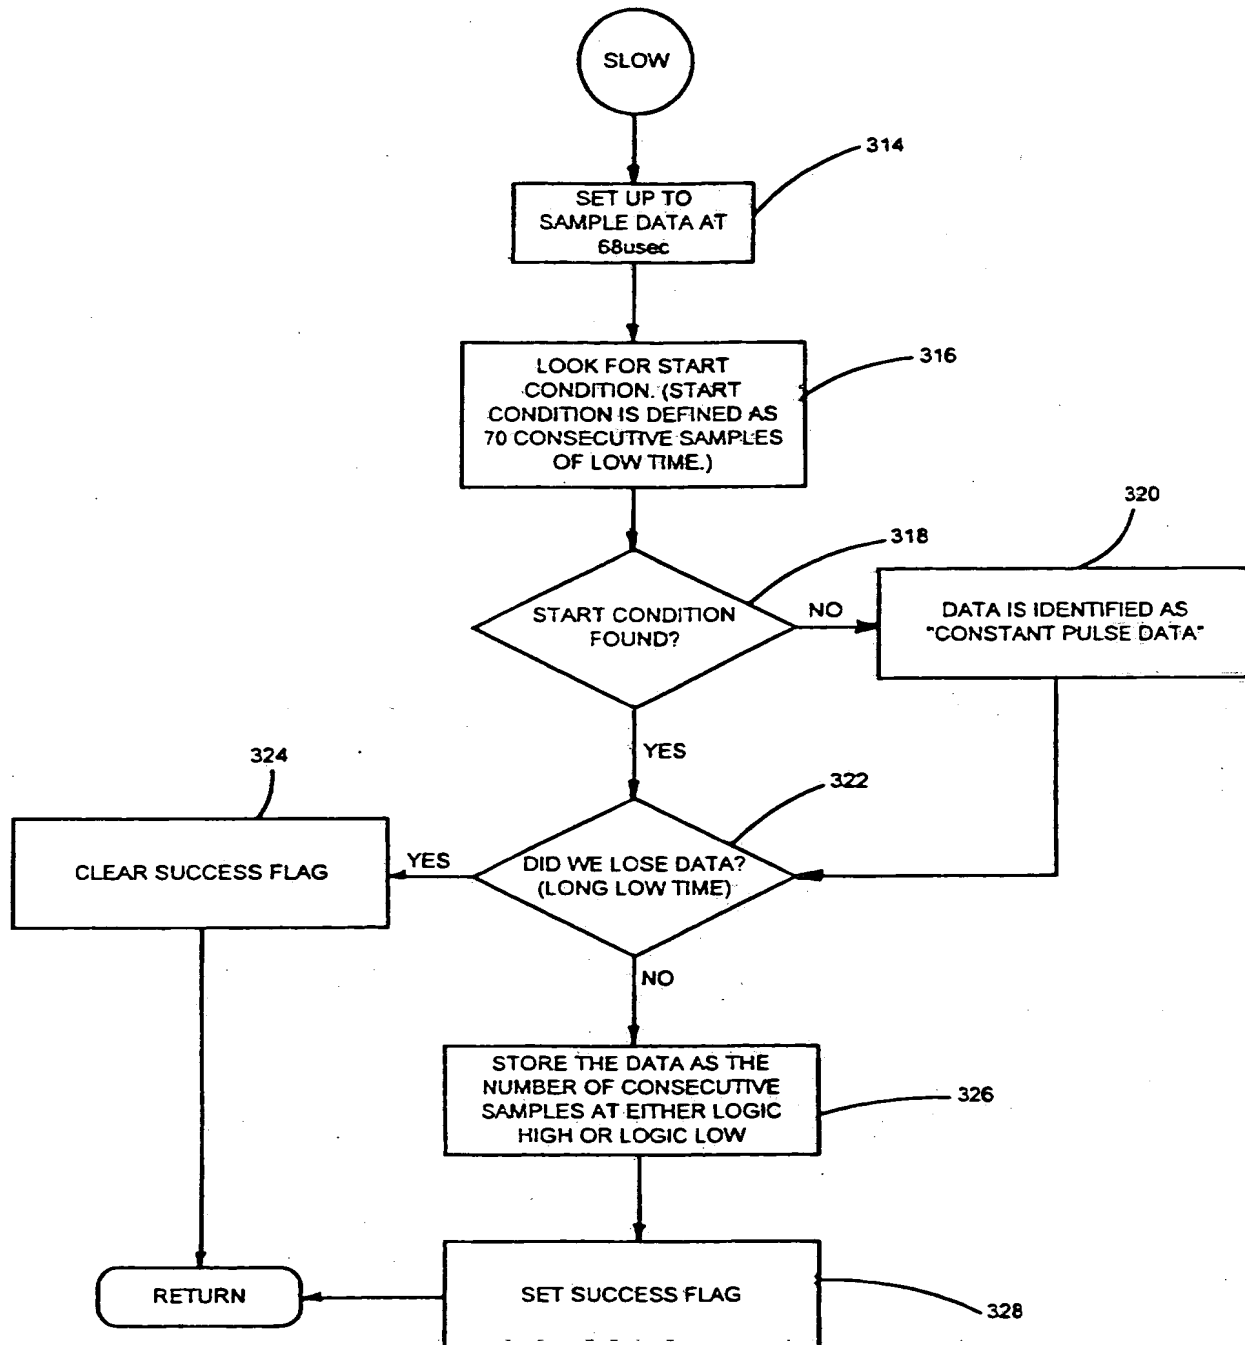 SLOW
314
SET UP TO
SAMPLE DATA AT
68usec
316
LOOK FOR START
CONDITION. (START
CONDITION IS DEFINED AS
70 CONSECUTIVE SAMPLES
OF LOW TIME.)
318
START CONDITION
FOUND?
NO
320
DATA IS IDENTIFIED AS
"CONSTANT PULSE DATA"
YES
322
324
DID WE LOSE DATA?
(LONG LOW TIME)
YES
CLEAR SUCCESS FLAG
NO
STORE THE DATA AS THE
NUMBER OF CONSECUTIVE
SAMPLES AT EITHER LOGIC
HIGH OR LOGIC LOW
326
SET SUCCESS FLAG
328
RETURN